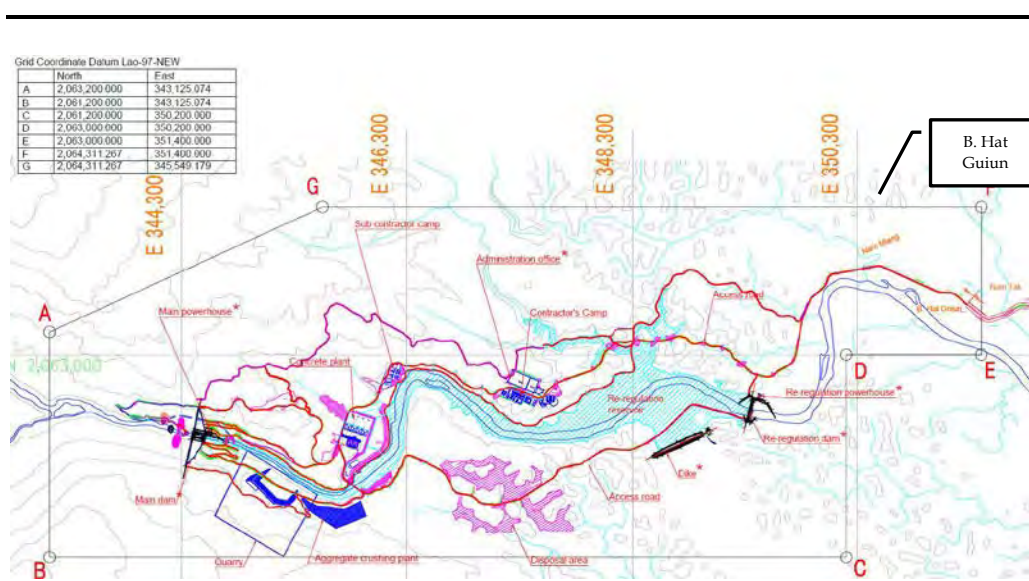 Grid Coordinate Datum Lao-97-NEW
North East
A 2,063,200.000 343,125.074
B 2,061,200.000 343,125.074
C 2,061,200.000 350,200.000
D 2,063,000.000 350,200.000
E 2,063,000.000 351,400.000
F 2,064,311.267 351,400.000
G 2,064,311.267 345,549.179
E 344,300
E 346,300
E 348,300
E 350,300
B. Hat
Guiun
G
Sub-contractor camp
Administration office*
Nam Miang
Access road
B. Hat Gniun
A
Main powerhouse*
Contractor's Camp
2,063,000
Concrete plant
D
E
Re-regulation
reservoir
Re-regulation powerhouse*
Re-regulation dam*
Main dam*
Dike*
Access road
Quarry
Aggregate crushing plant
Disposal area
B
C